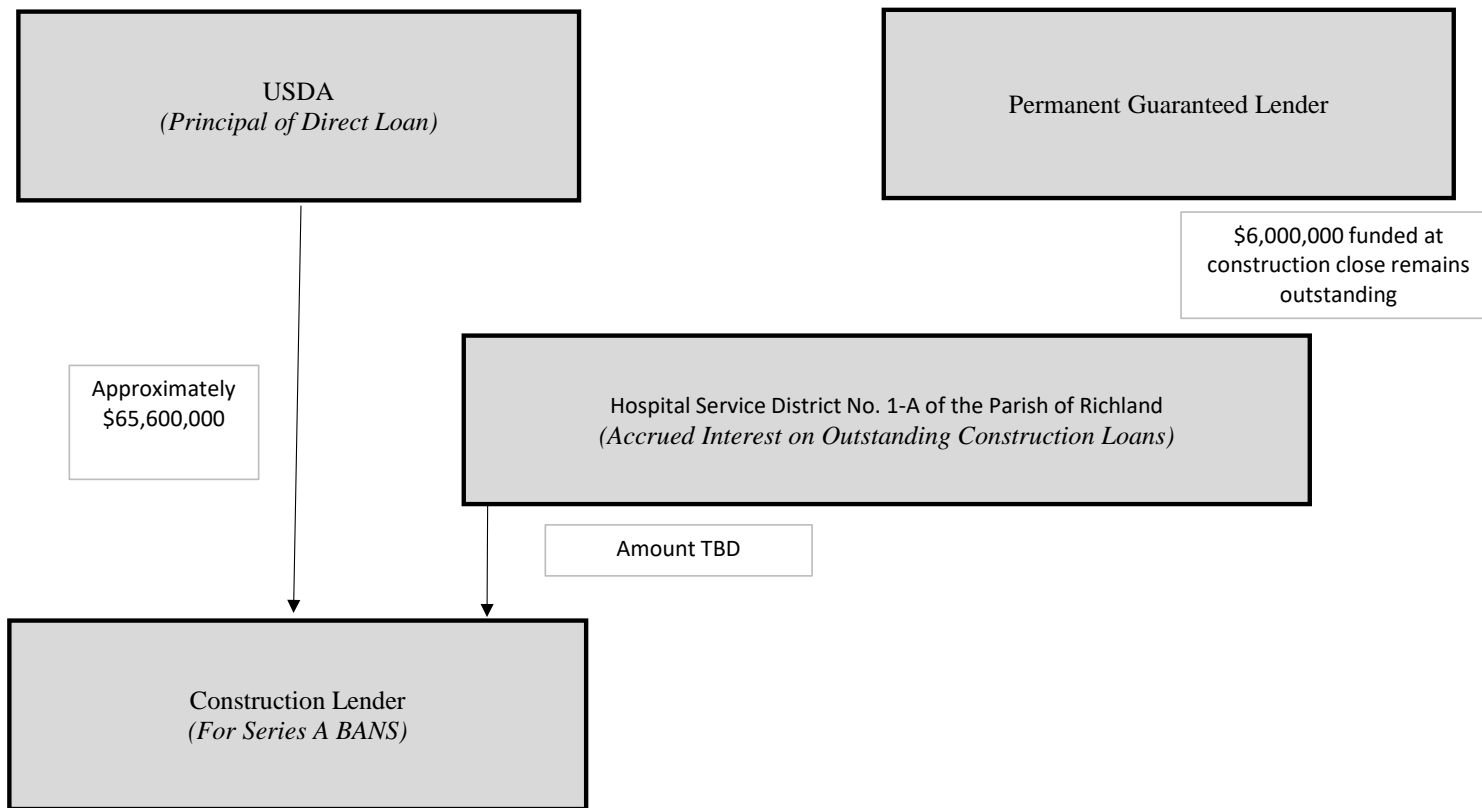 USDA
(Principal of Direct Loan)
Permanent Guaranteed Lender
$6,000,000 funded at
construction close remains
outstanding
Approximately
$65,600,000
Hospital Service District No. 1-A of the Parish of Richland
(Accrued Interest on Outstanding Construction Loans)
Amount TBD
Construction Lender
(For Series A BANS)